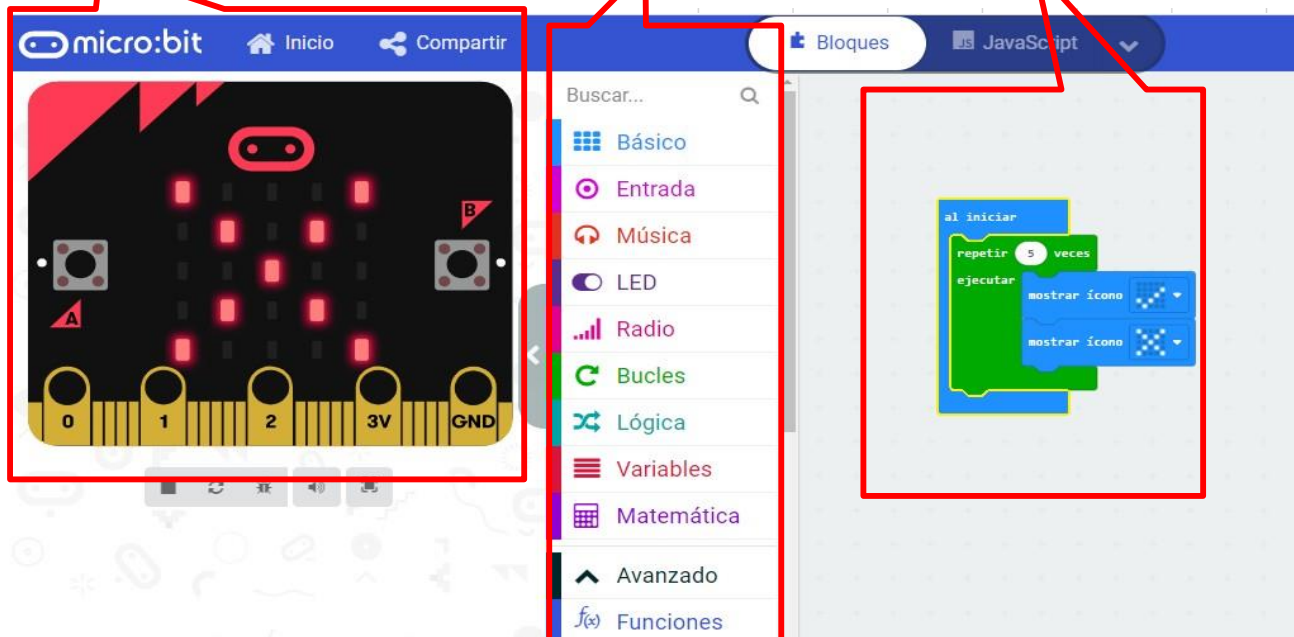 micro:bit Inicio Compartir Bloques JS JavaScript
Buscar...
Básico
Entrada
Música
LED
Radio
Bucles
Lógica
Variables
Matemática
Avanzado
f(x) Funciones
B
A
0 1 2 3V GND
al iniciar
repetir 5 veces
ejecutar
mostrar ícono
mostrar ícono